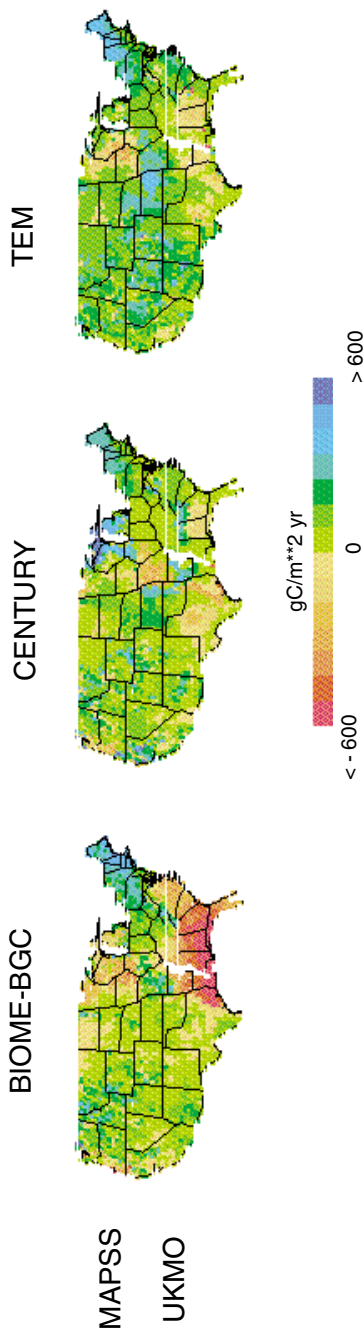 BIOME-BGC
CENTURY
TEM
MAPSS
UKMO
gC/m**2 yr
< - 600
0
> 600